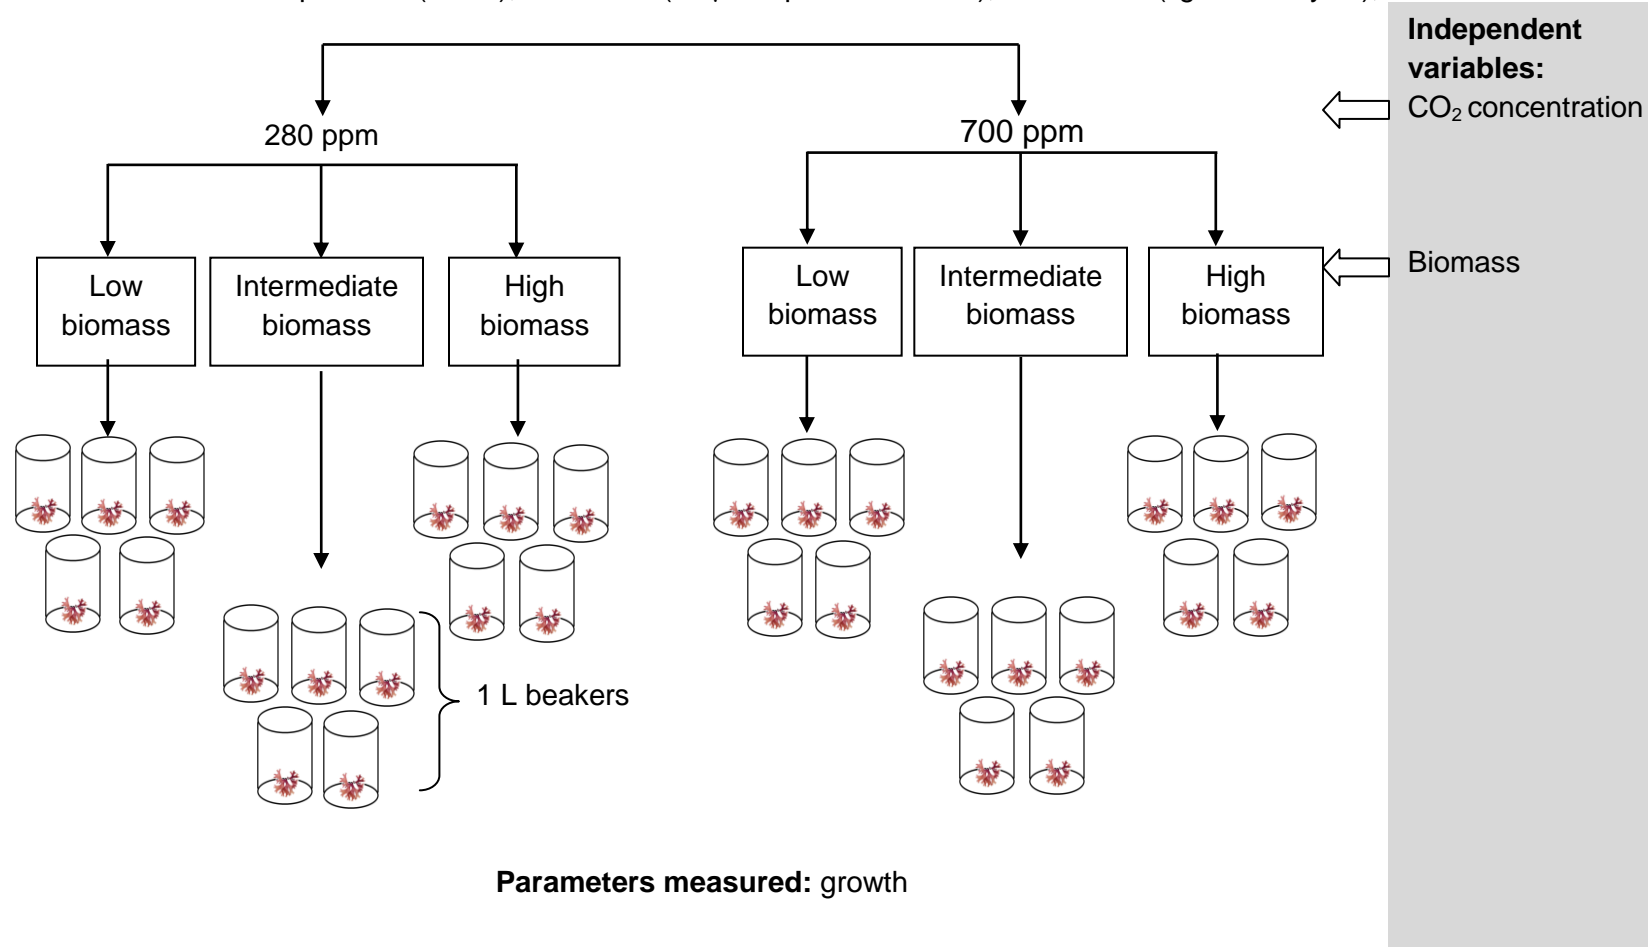 Independent
variables:
CO₂ concentration
280 ppm
700 ppm
Biomass
Low
biomass
Intermediate
biomass
High
biomass
Low
biomass
Intermediate
biomass
High
biomass
1 L beakers
Parameters measured: growth